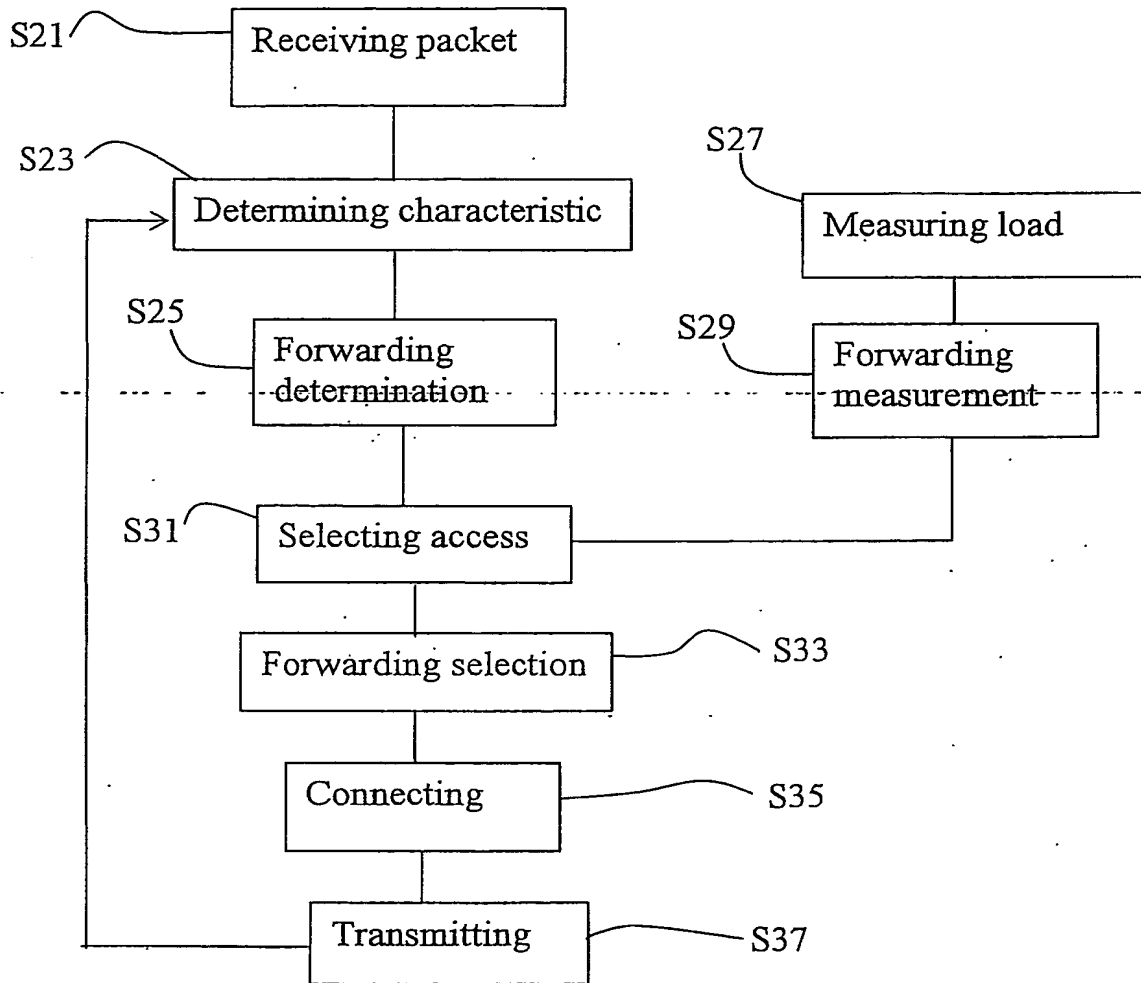 S21
Receiving packet
S23
Determining characteristic
S27
Measuring load
S25
Forwarding
determination
S29
Forwarding
measurement
S31
Selecting access
Forwarding selection
S33
Connecting
S35
Transmitting
S37